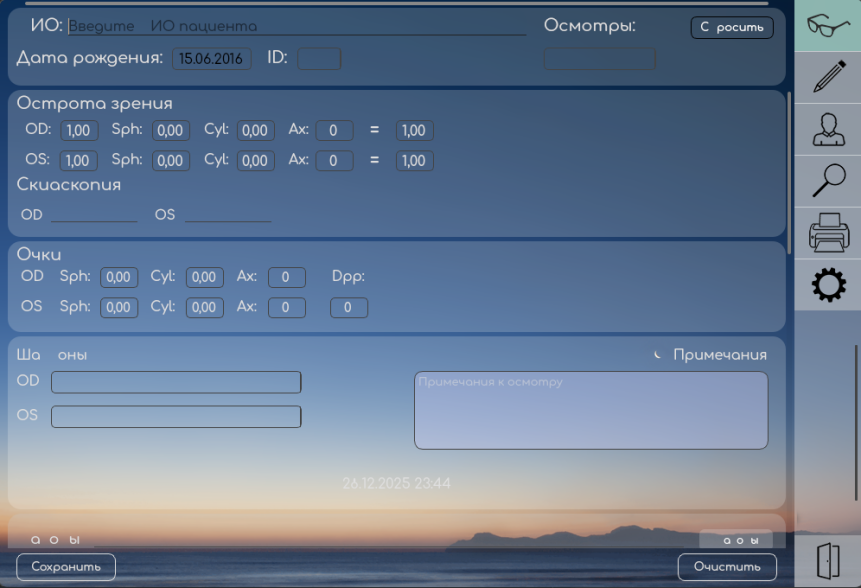 ИО: Введите ИО пациента
Осмотры:
С росить
Дата рождения: 15.06.2016 ID:
Острота зрения
OD: 1,00 Sph: 0,00 Cyl: 0,00 Ax: 0 = 1,00
OS: 1,00 Sph: 0,00 Cyl: 0,00 Ax: 0 = 1,00
Скиаскопия
OD OS
Очки
OD Sph: 0,00 Cyl: 0,00 Ax: 0 Dpp:
OS Sph: 0,00 Cyl: 0,00 Ax: 0 0
Ша оны
Примечания
OD
Примечания к осмотру
OS
26.12.2025 23:44
а о ы
а о ы
Сохранить
Очистить